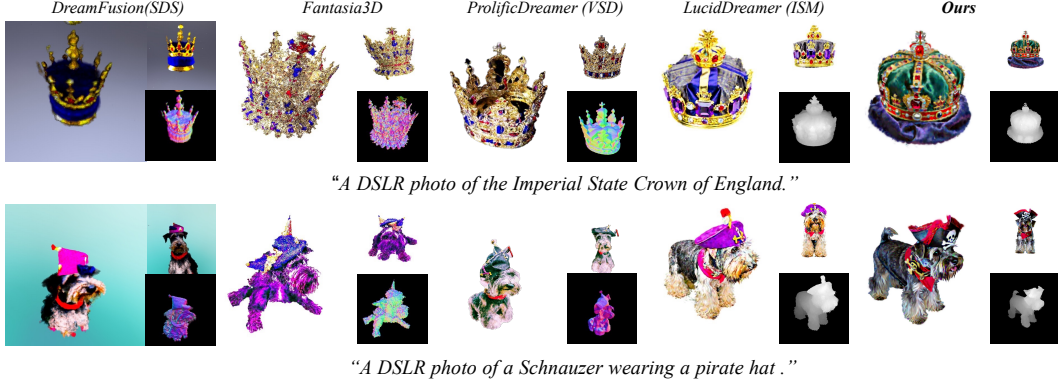 DreamFusion(SDS) Fantasia3D ProlificDreamer (VSD) LucidDreamer (ISM) Ours
“A DSLR photo of the Imperial State Crown of England.”
“A DSLR photo of a Schnauzer wearing a pirate hat .”